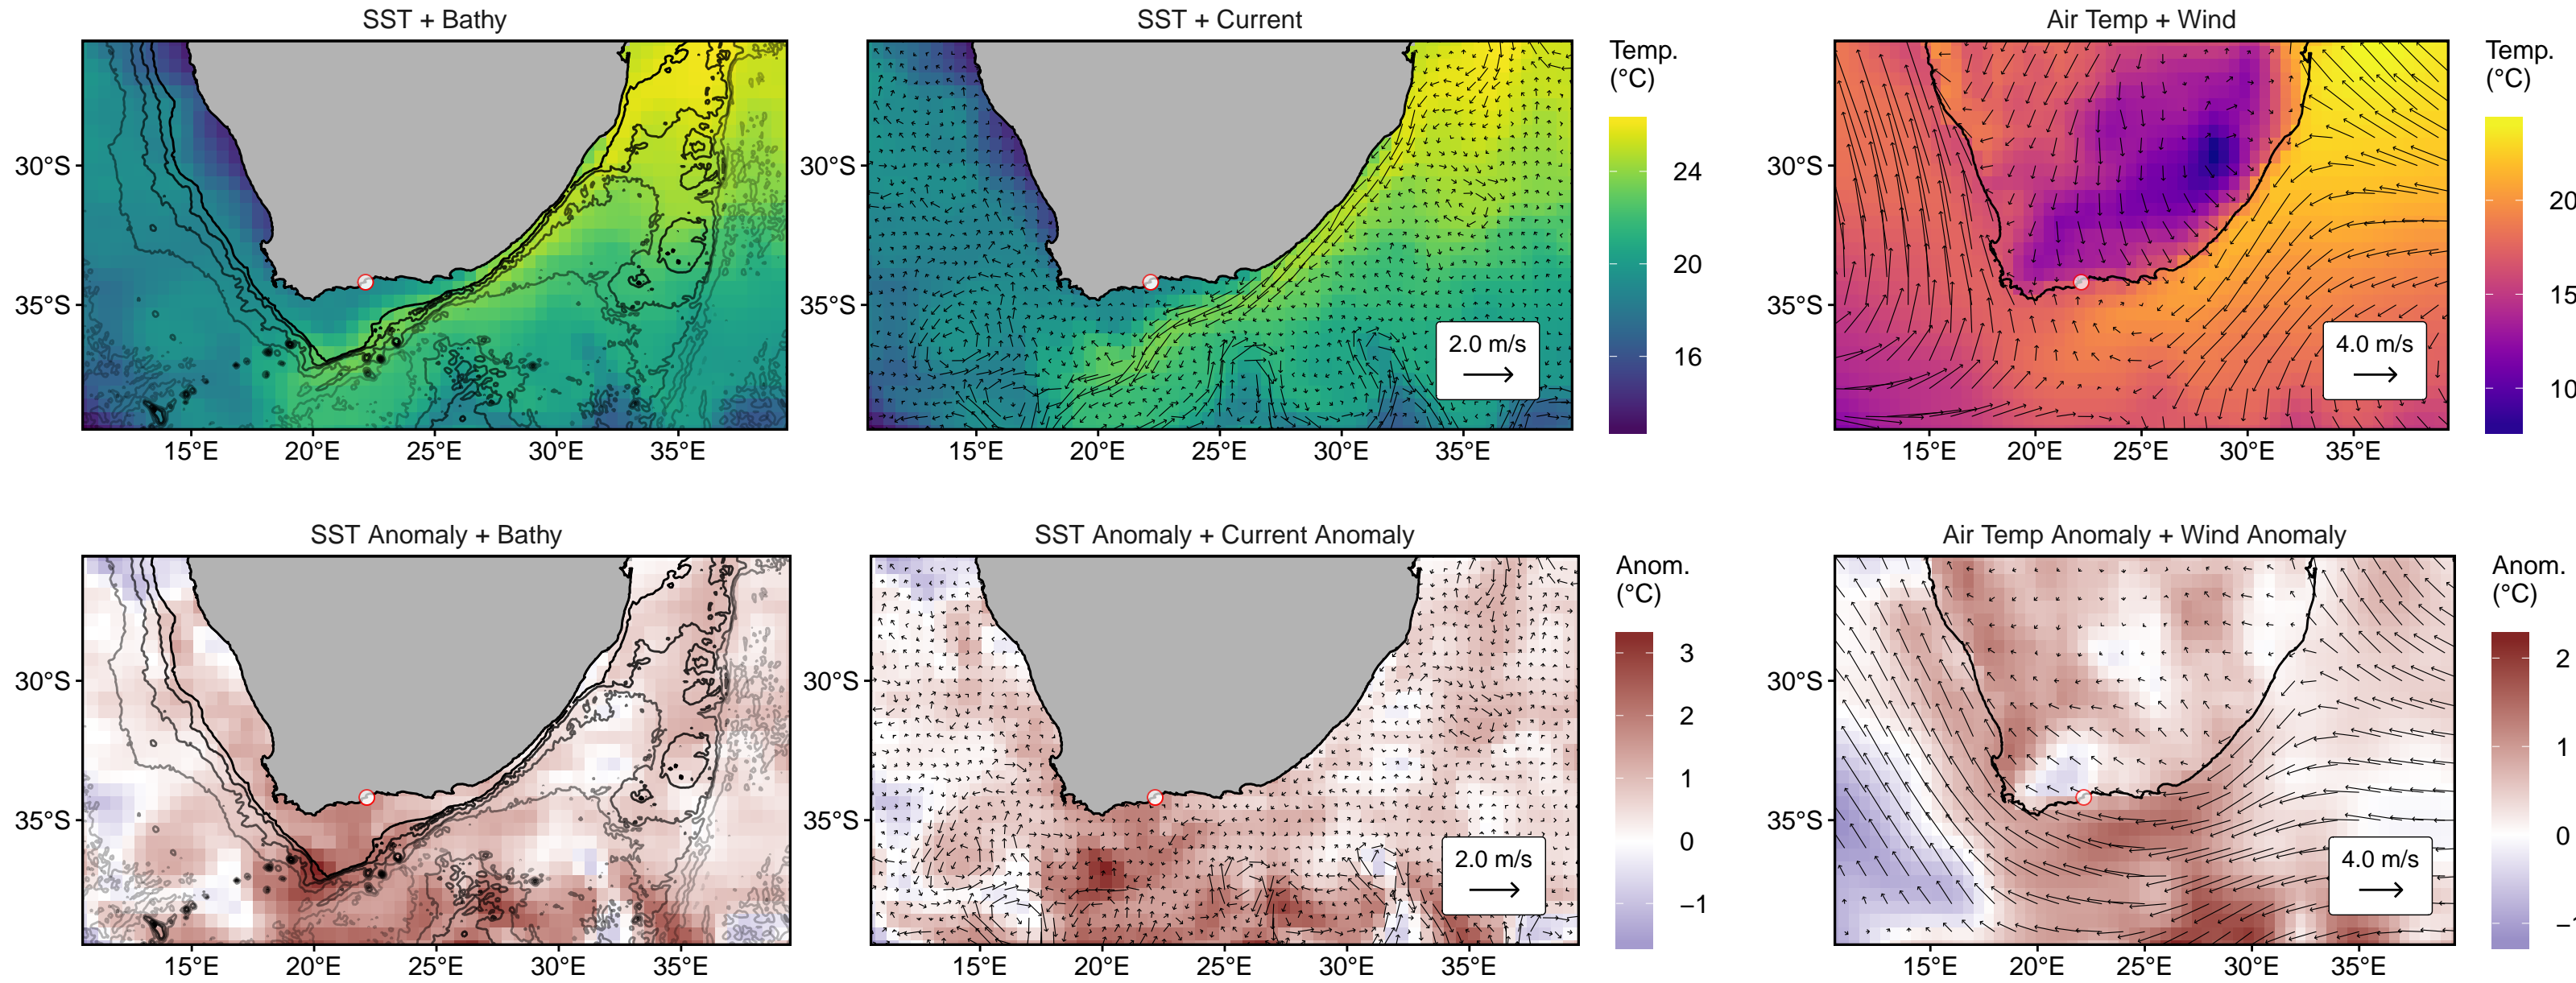 SST + Bathy
SST + Current
Air Temp + Wind
30°S
35°S
15°E 20°E 25°E 30°E 35°E
30°S
35°S
2.0 m/s
15°E 20°E 25°E 30°E 35°E
Temp.
(°C)
24
20
16
30°S
35°S
4.0 m/s
15°E 20°E 25°E 30°E 35°E
Temp.
(°C)
20
15
10
SST Anomaly + Bathy
SST Anomaly + Current Anomaly
Air Temp Anomaly + Wind Anomaly
30°S
35°S
15°E 20°E 25°E 30°E 35°E
30°S
35°S
2.0 m/s
15°E 20°E 25°E 30°E 35°E
Anom.
(°C)
3
2
1
0
−1
30°S
35°S
4.0 m/s
15°E 20°E 25°E 30°E 35°E
Anom.
(°C)
2
1
0